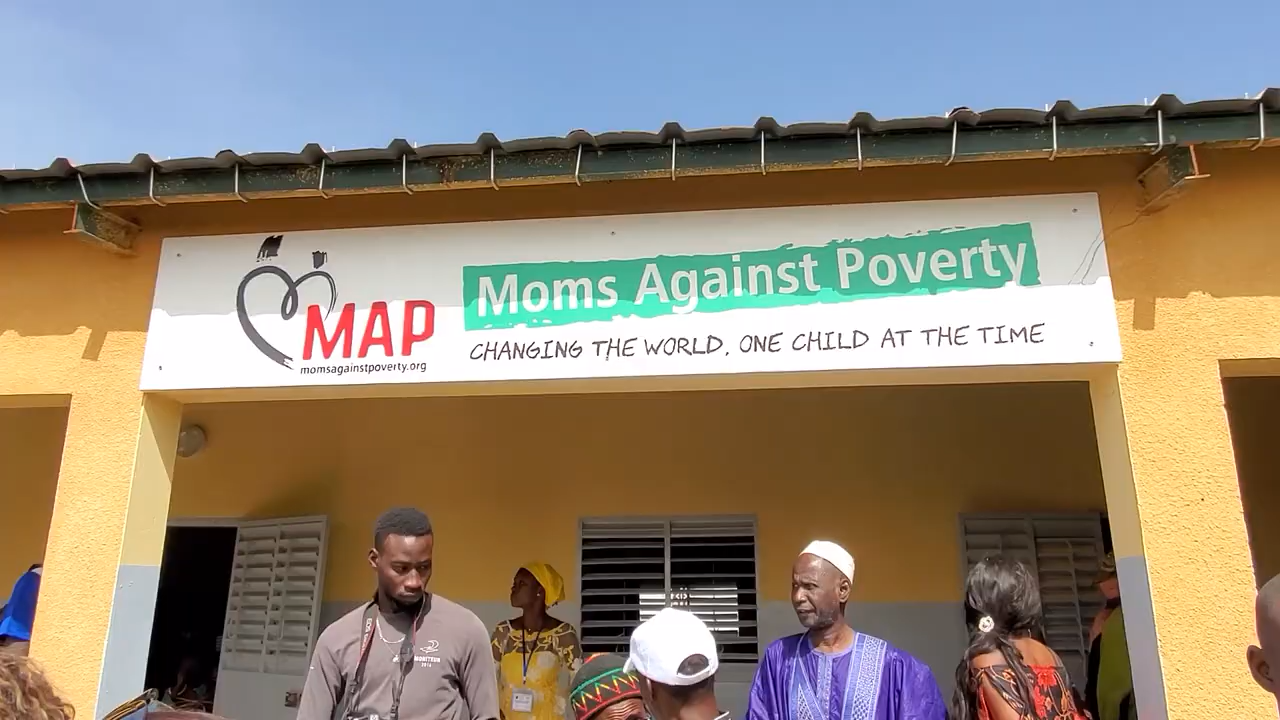 MAP
momsagainstpoverty.org
Moms Against Poverty
CHANGING THE WORLD, ONE CHILD AT THE TIME